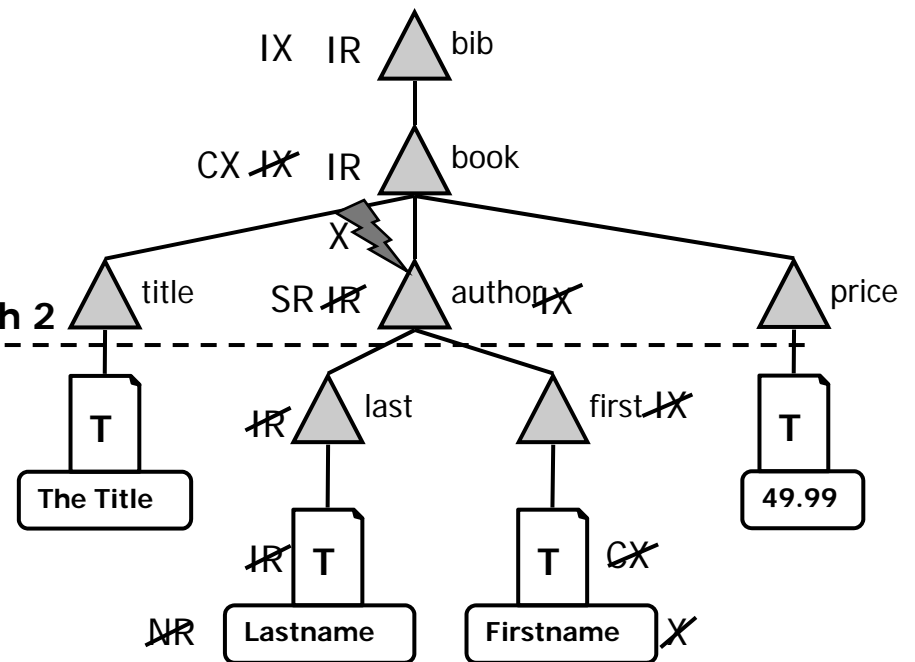 IX IR bib
CX IX IR book
X
title SR IR author IX price
h 2
IR last first IX
T T
The Title 49.99
IR T T CX
NR Lastname Firstname X